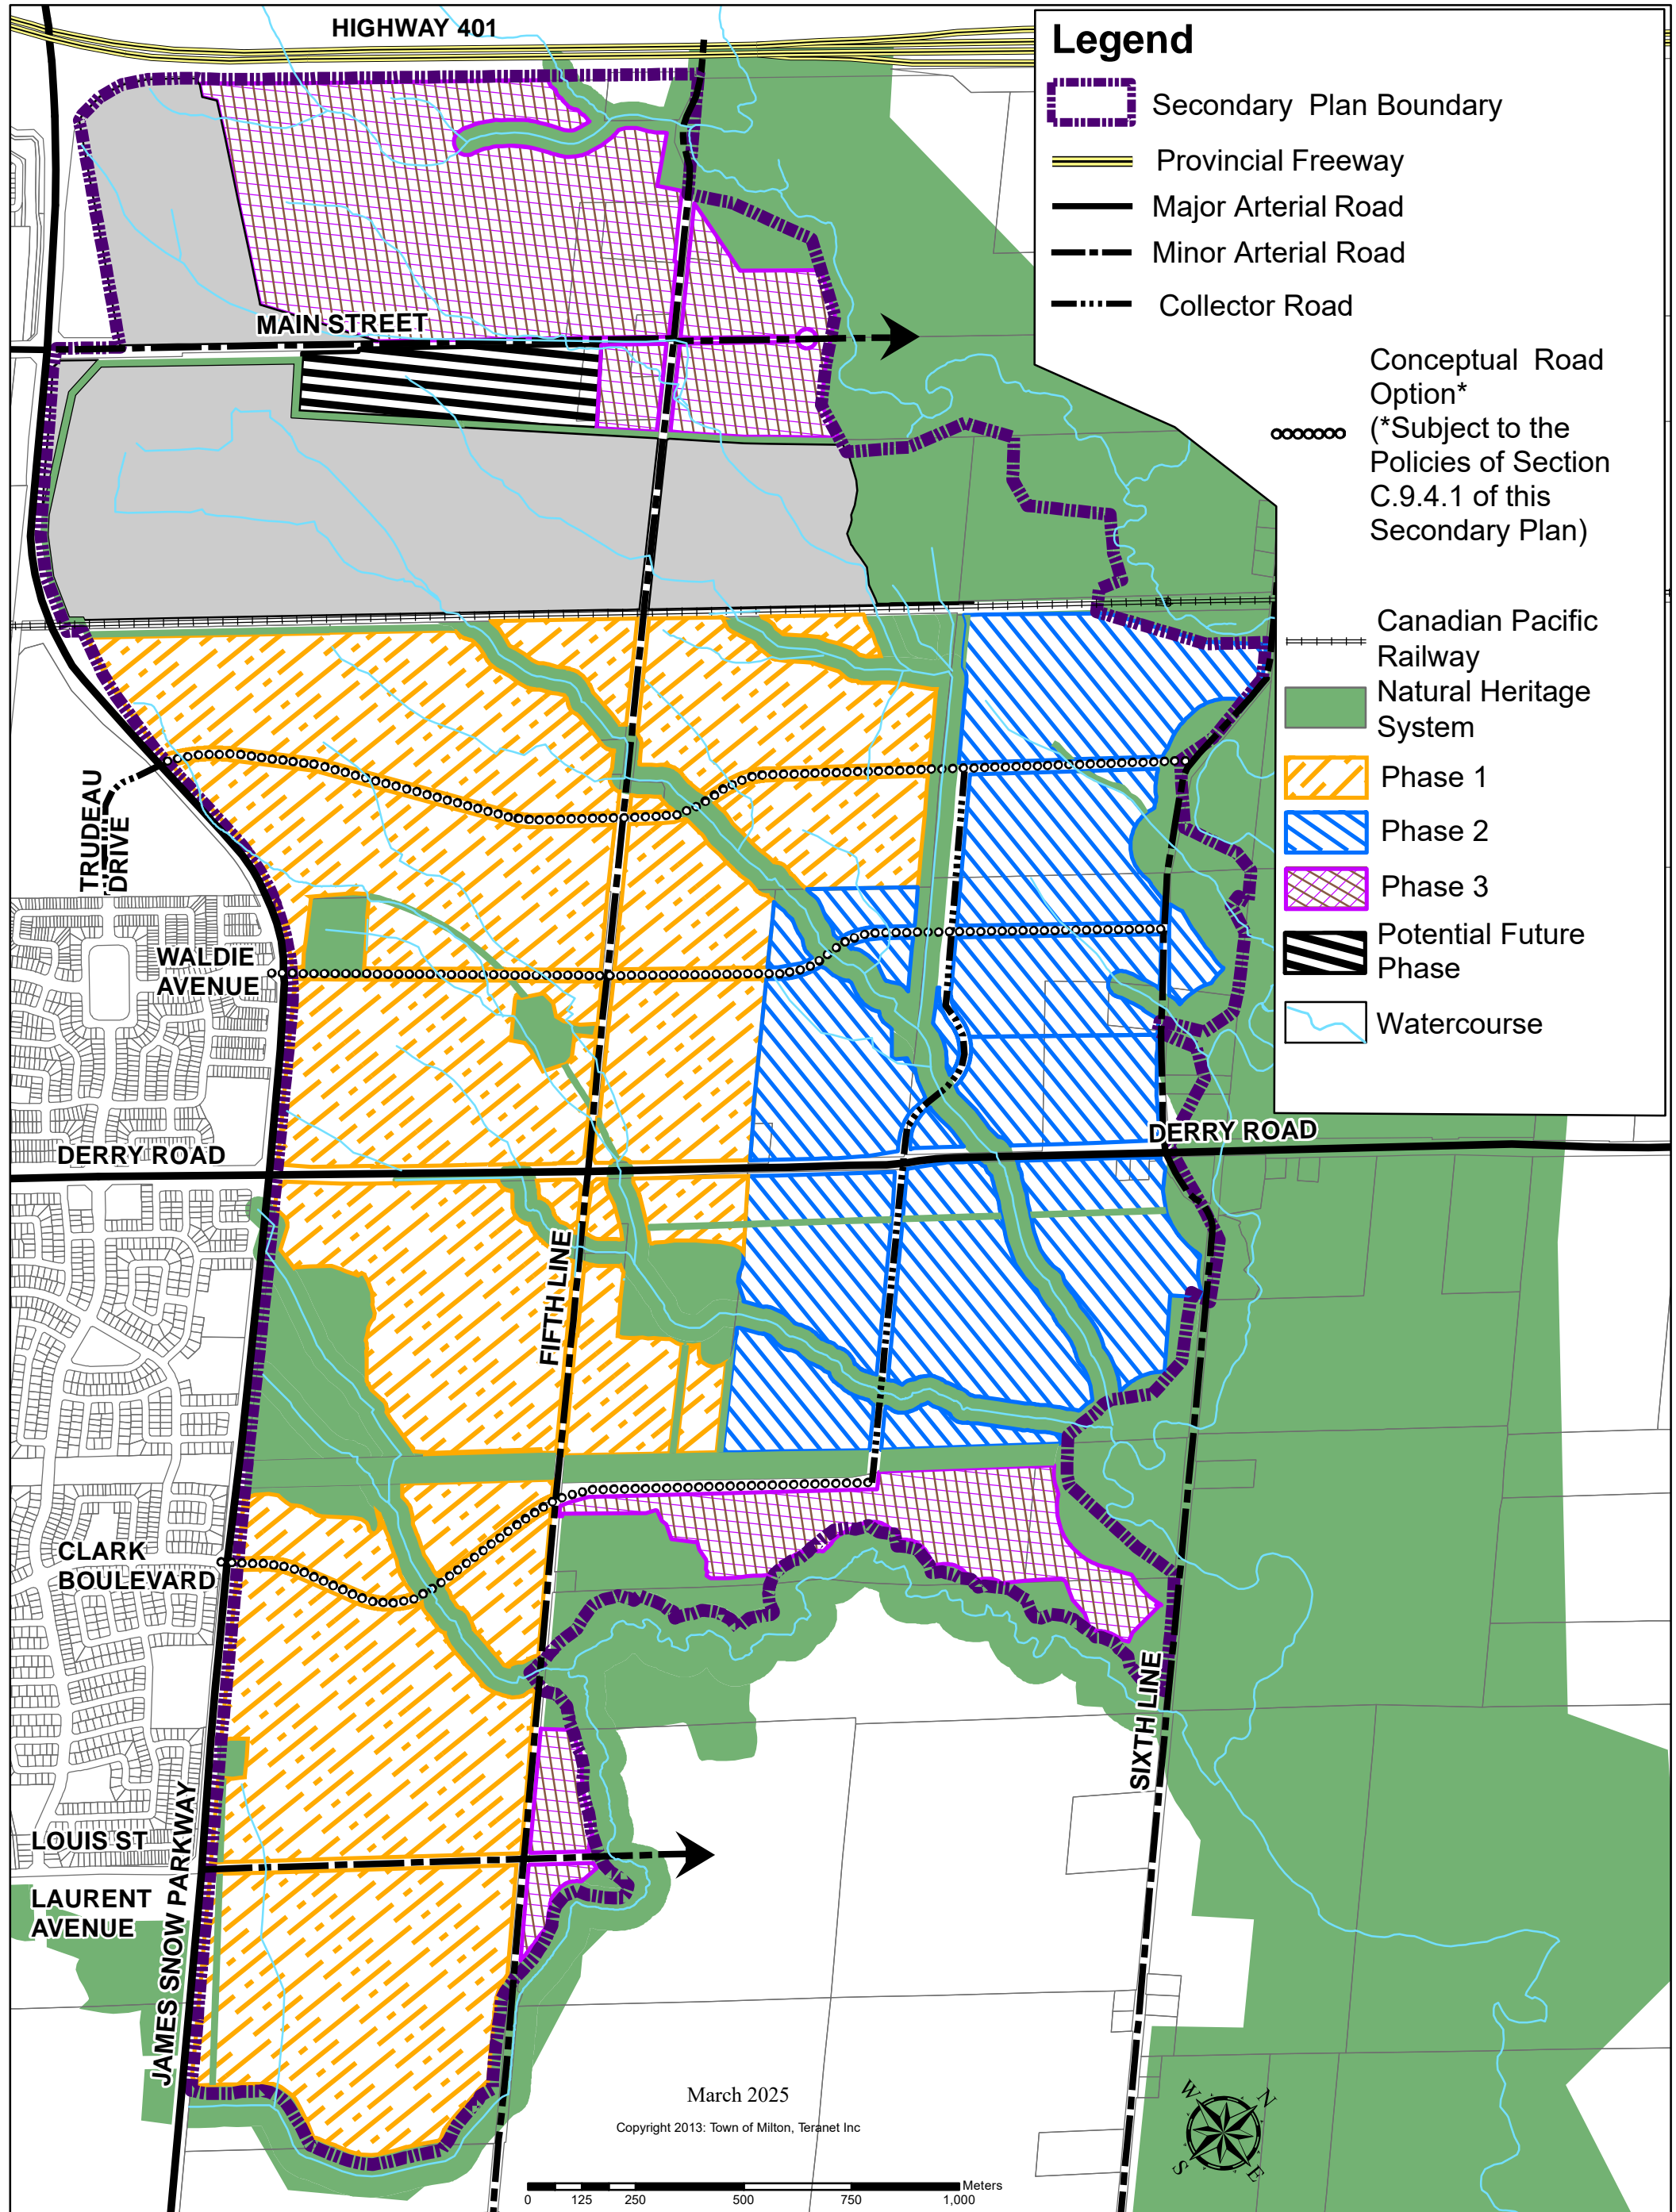 HIGHWAY 401
Legend
Secondary Plan Boundary
Provincial Freeway
Major Arterial Road
Minor Arterial Road
Collector Road
Conceptual Road
Option*
(*Subject to the
Policies of Section
C.9.4.1 of this
Secondary Plan)
Canadian Pacific
Railway
Natural Heritage
System
Phase 1
Phase 2
Phase 3
Potential Future
Phase
Watercourse
MAIN STREET
TRUDEAU
DRIVE
WALDIE
AVENUE
DERRY ROAD
DERRY ROAD
FIFTH LINE
CLARK
BOULEVARD
SIXTH LINE
JAMES SNOW PARKWAY
LOUIS ST
LAURENT
AVENUE
March 2025
Copyright 2013: Town of Milton, Teranet Inc
W
N
S
E
Meters
0
125
250
500
750
1,000